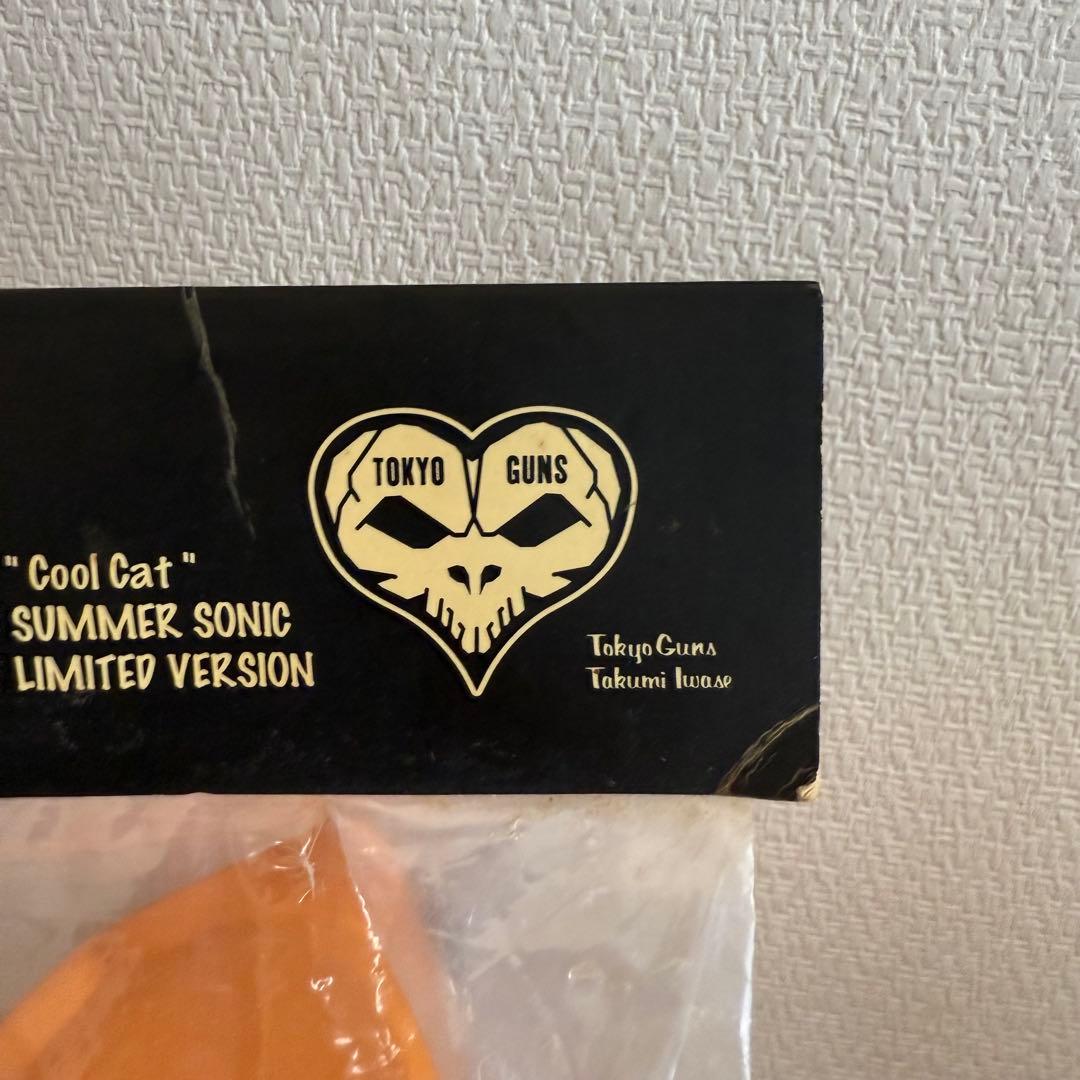 " Cool Cat "
SUMMER SONIC
LIMITED VERSION
TOKYO GUNS
Tokyo Guns
Takumi Iwase